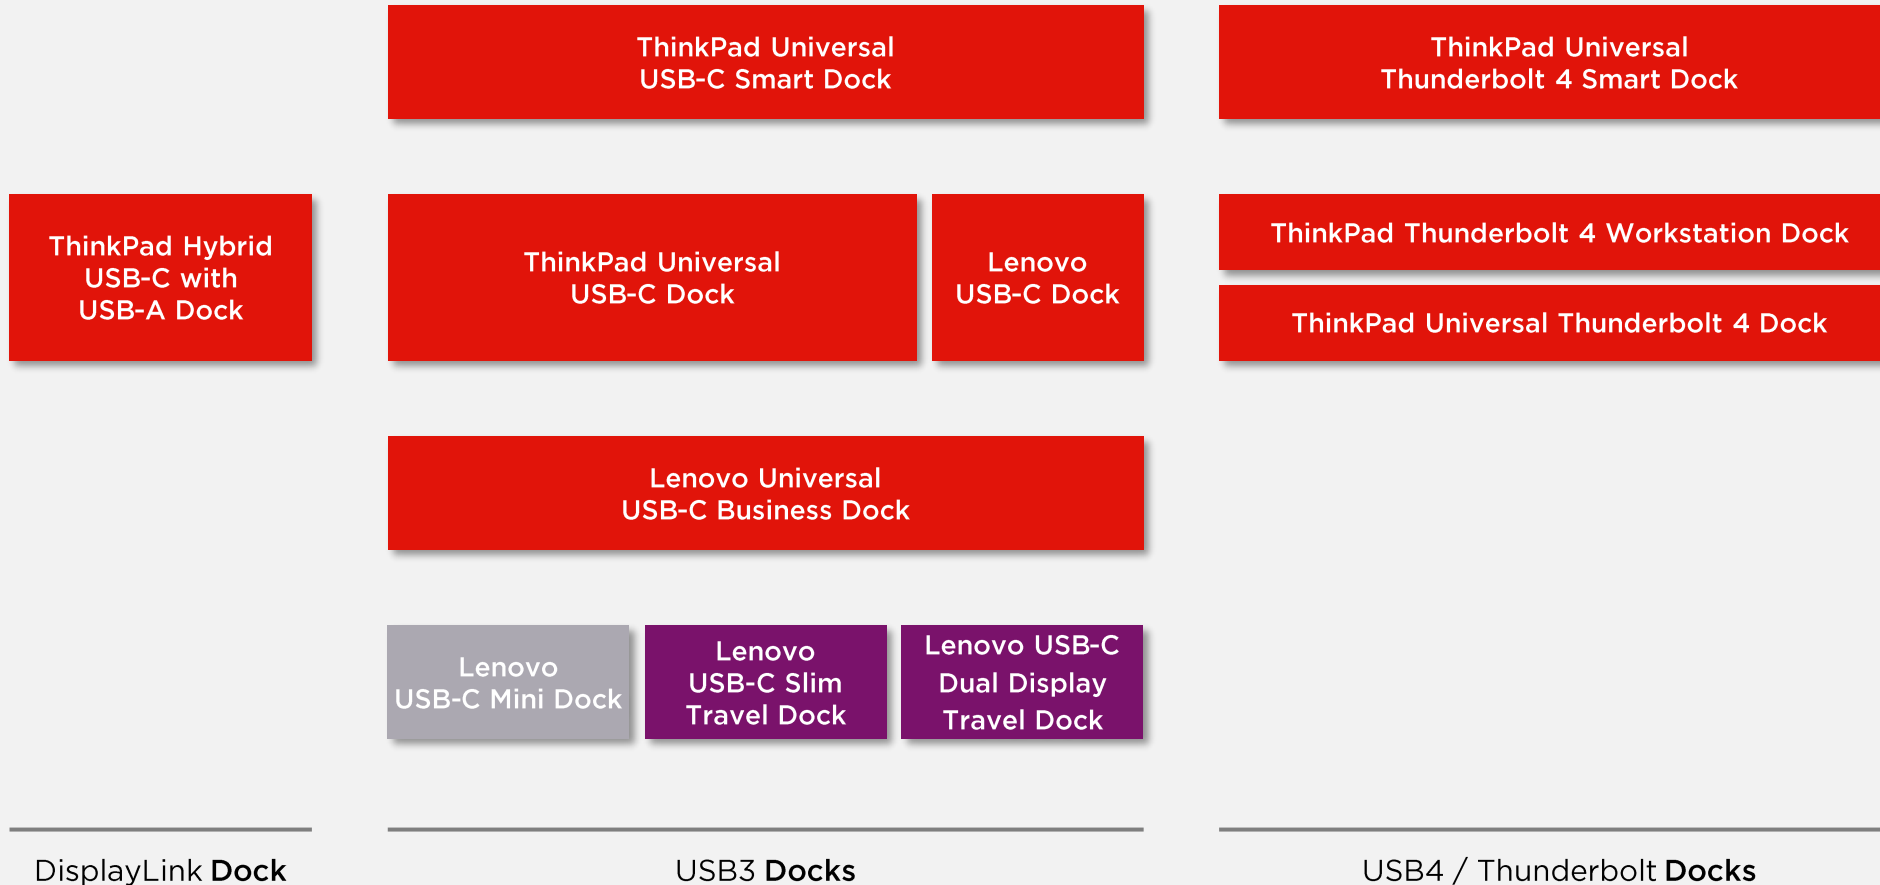 ThinkPad Universal
USB-C Smart Dock
ThinkPad Universal
Thunderbolt 4 Smart Dock
ThinkPad Hybrid
USB-C with
USB-A Dock
ThinkPad Universal
USB-C Dock
Lenovo
USB-C Dock
ThinkPad Thunderbolt 4 Workstation Dock
ThinkPad Universal Thunderbolt 4 Dock
Lenovo Universal
USB-C Business Dock
Lenovo
USB-C Mini Dock
Lenovo
USB-C Slim
Travel Dock
Lenovo USB-C
Dual Display
Travel Dock
DisplayLink Dock
USB3 Docks
USB4 / Thunderbolt Docks